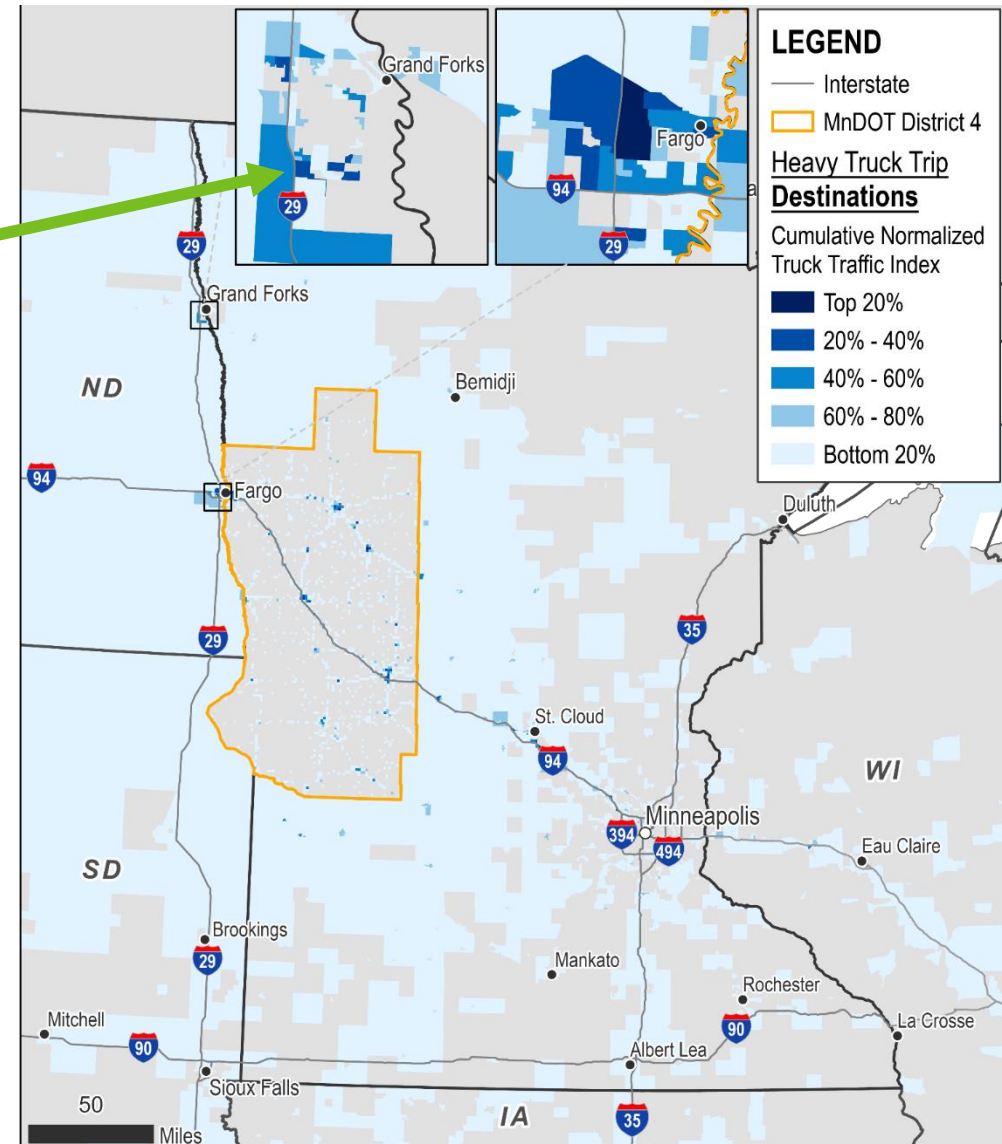 Grand Forks
29
Fargo
94
29
LEGEND
Interstate
MnDOT District 4
Heavy Truck Trip
Destinations
Cumulative Normalized
Truck Traffic Index
Top 20%
20% - 40%
40% - 60%
60% - 80%
Bottom 20%
29
Grand Forks
ND
Bemidji
94
Fargo
Duluth
29
35
St. Cloud
94
WI
Minneapolis
394
494
Eau Claire
SD
Brookings
29
Mankato
Rochester
Mitchell
90
90
La Crosse
Albert Lea
Sioux Falls
50
Miles
IA
35